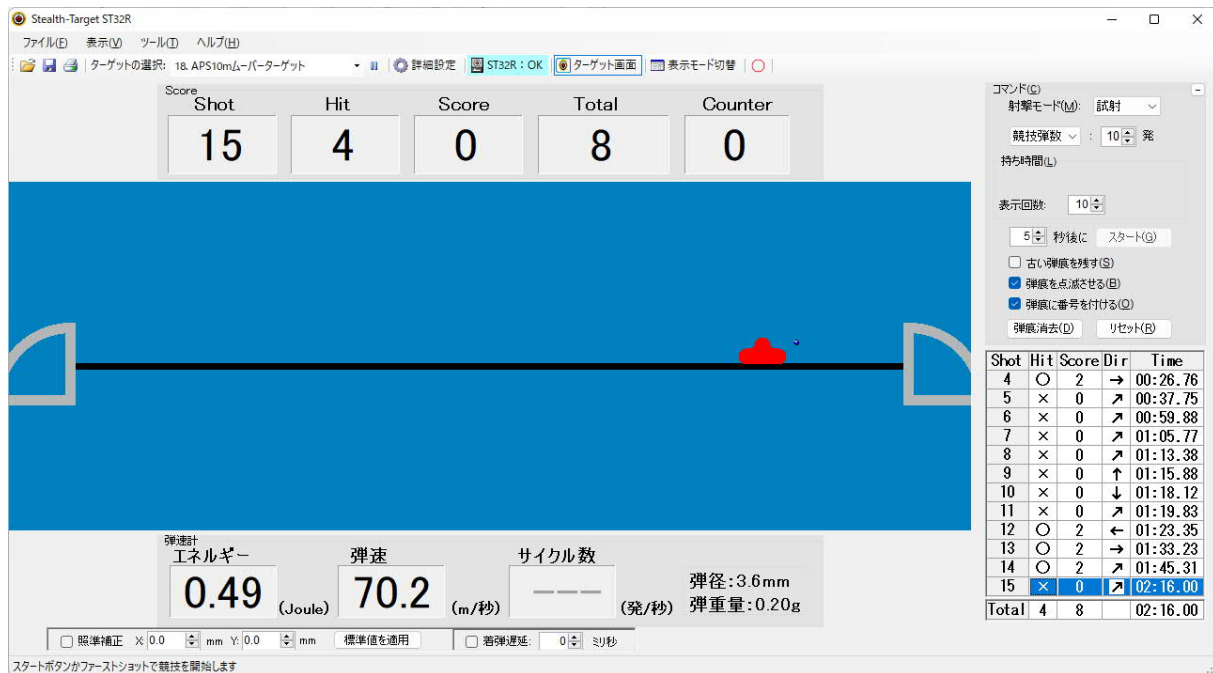 Stealth-Target ST32R
ファイル(F) 表示(V) ツール(T) ヘルプ(H)
ターゲットの選択: 18. APS10mムーバーターゲット 詳細設定 ST32R：OK ターゲット画面 表示モード切替
Score
Shot Hit Score Total Counter
15 4 0 8 0
コマンド(C)
射撃モード(M): 試射
競技弾数 : 10 発
持ち時間(L)
表示回数: 10
5 秒後に スタート(G)
古い弾痕を残す(S)
弾痕を点滅させる(B)
弾痕に番号を付ける(O)
弾痕消去(D) リセット(R)
Shot Hit Score Dir Time
4 ○ 2 → 00:26.76
5 × 0 ↗ 00:37.75
6 × 0 ↗ 00:59.88
7 × 0 ↗ 01:05.77
8 × 0 ↗ 01:13.38
9 × 0 ↑ 01:15.88
10 × 0 ↓ 01:18.12
11 × 0 ↗ 01:19.83
12 ○ 2 ← 01:23.35
13 ○ 2 → 01:33.23
14 ○ 2 ↗ 01:45.31
15 × 0 ↗ 02:16.00
Total 4 8 02:16.00
弾速計
エネルギー 弾速 サイクル数
0.49 (Joule) 70.2 (m/秒) --- (発/秒)
弾径:3.6mm
弾重量:0.20g
照準補正 X: 0.0 mm Y: 0.0 mm 標準値を適用 着弾遅延: 0 ミリ秒
スタートボタンかファーストショットで競技を開始します